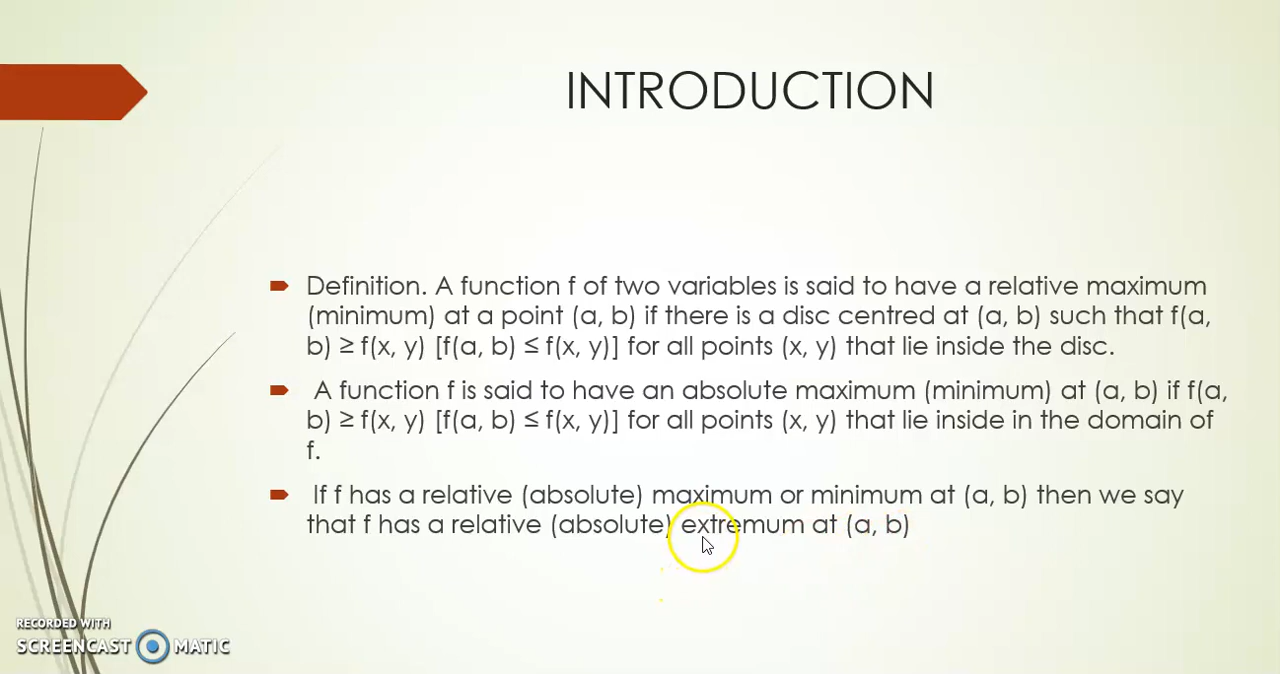 INTRODUCTION
Definition. A function f of two variables is said to have a relative maximum
(minimum) at a point (a, b) if there is a disc centred at (a, b) such that f(a,
b) ≥ f(x, y) [f(a, b) ≤ f(x, y)] for all points (x, y) that lie inside the disc.
A function f is said to have an absolute maximum (minimum) at (a, b) if f(a,
b) ≥ f(x, y) [f(a, b) ≤ f(x, y)] for all points (x, y) that lie inside in the domain of
f.
If f has a relative (absolute) maximum or minimum at (a, b) then we say
that f has a relative (absolute) extremum at (a, b)
RECORDED WITH
SCREENCAST MATIC